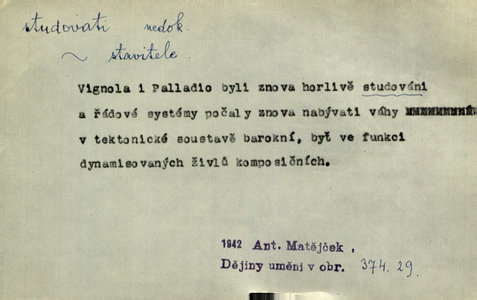 studovati nedok.
~ stavitele
Vignola i Palladio byli znova horlivě studováni
a řádové systémy počaly znova nabývati váhy
v tektonické soustavě barokní, byť ve funkci
dynamisovaných živlů komposičních.
1942 Ant. Matějček,
Dějiny umění v obr. 374.29.